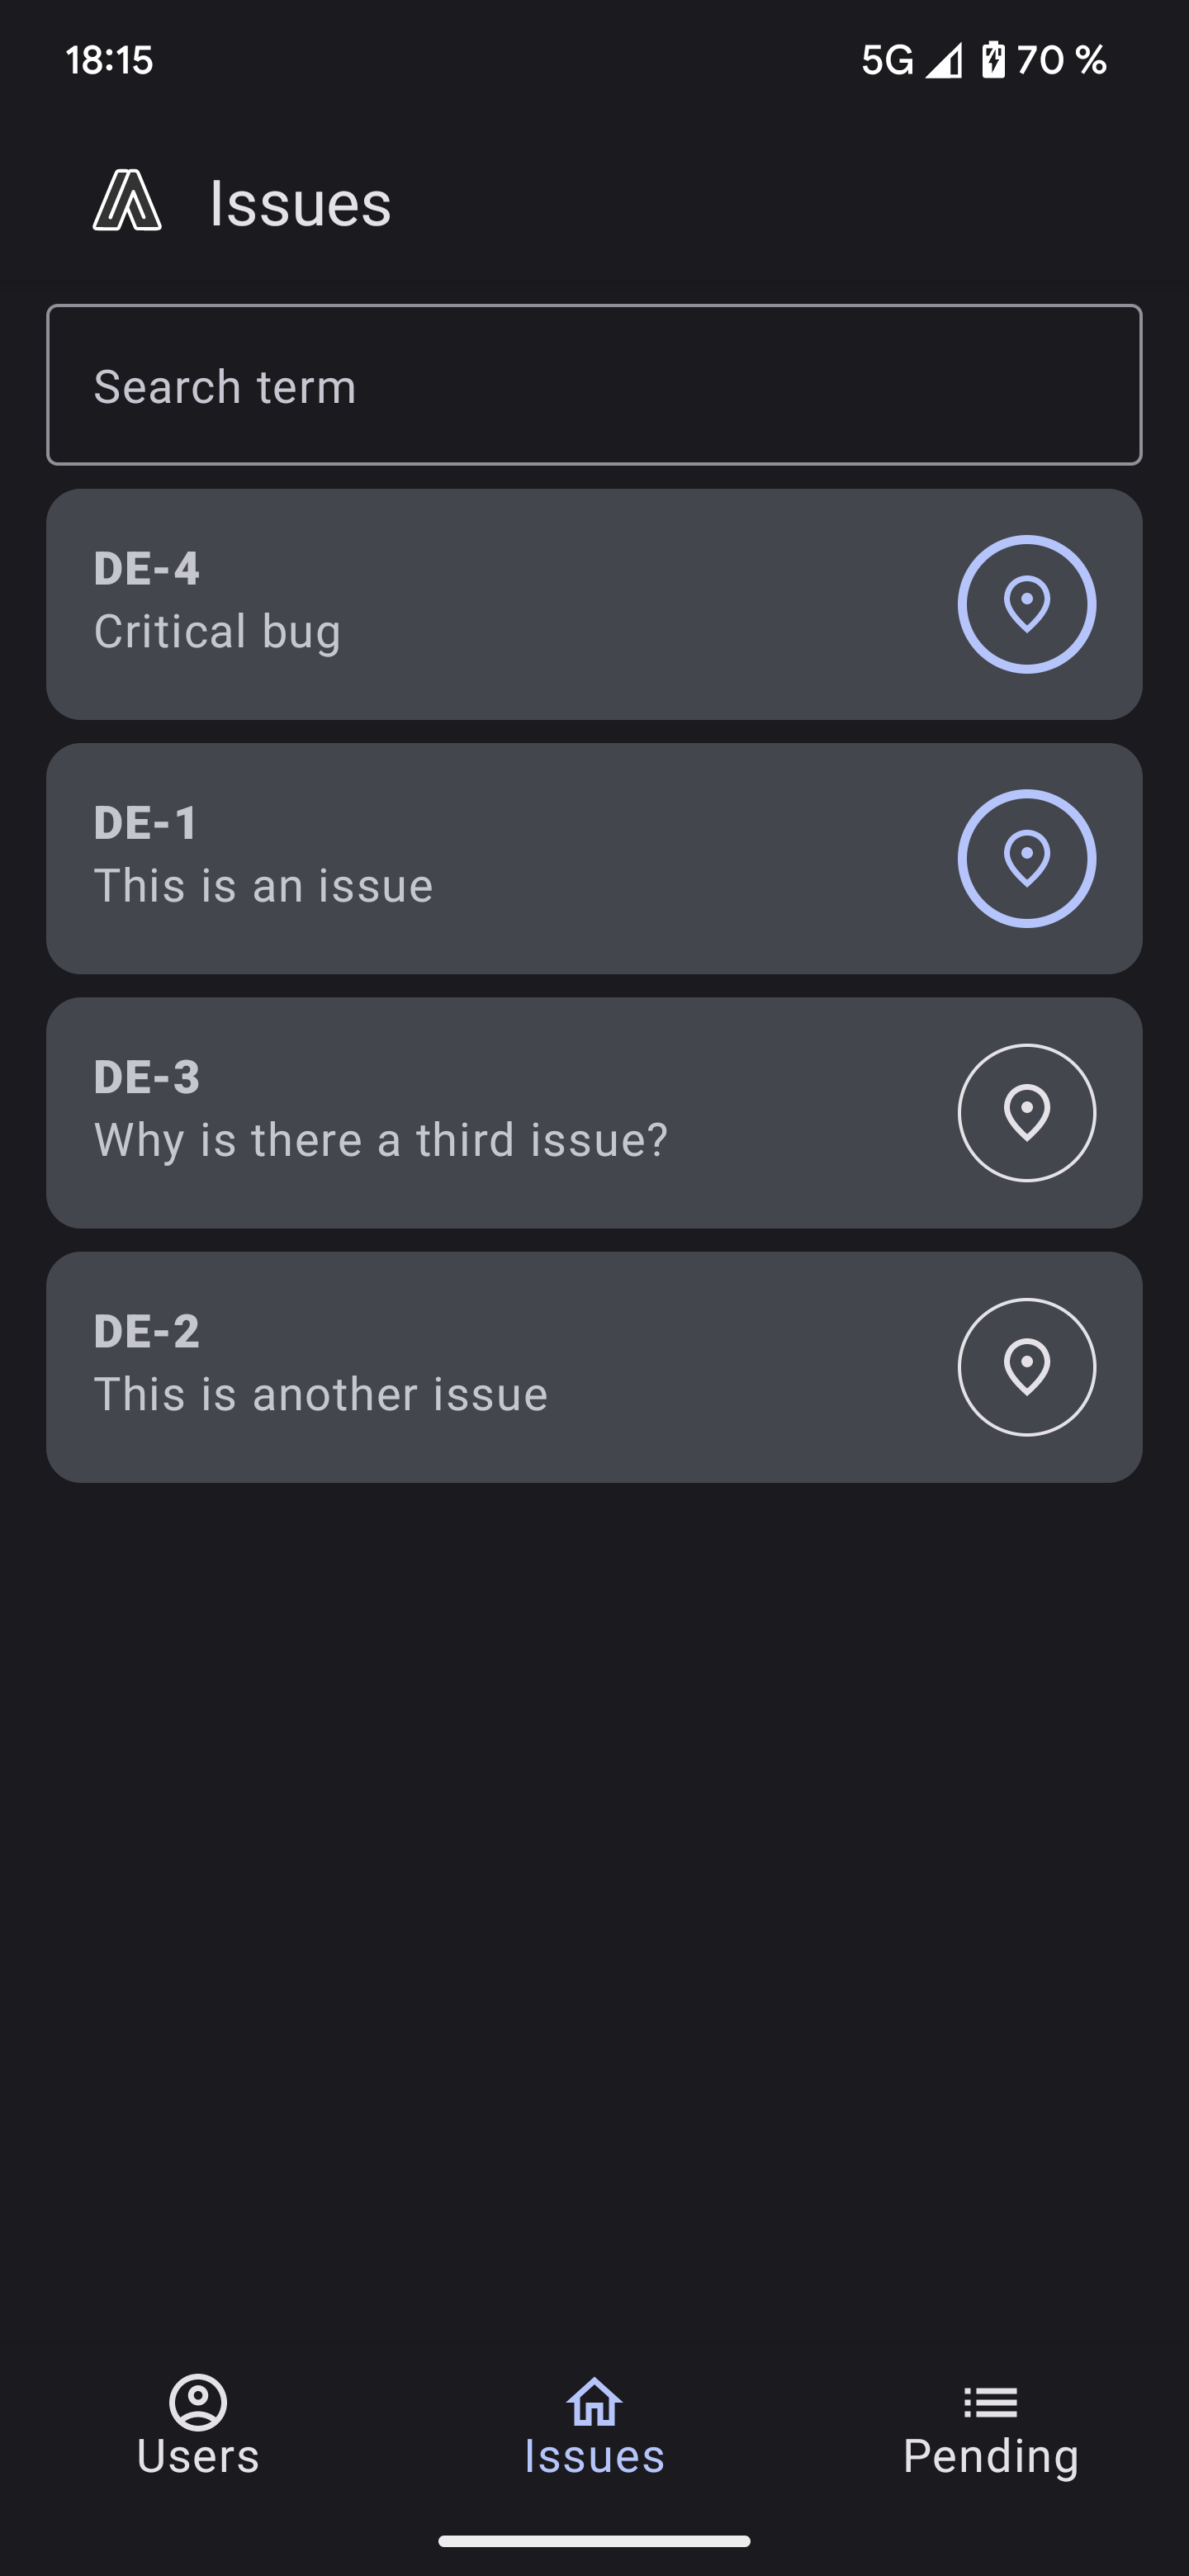 18:15
5G 70 %
Issues
Search term
DE-4
Critical bug
DE-1
This is an issue
DE-3
Why is there a third issue?
DE-2
This is another issue
Users
Issues
Pending